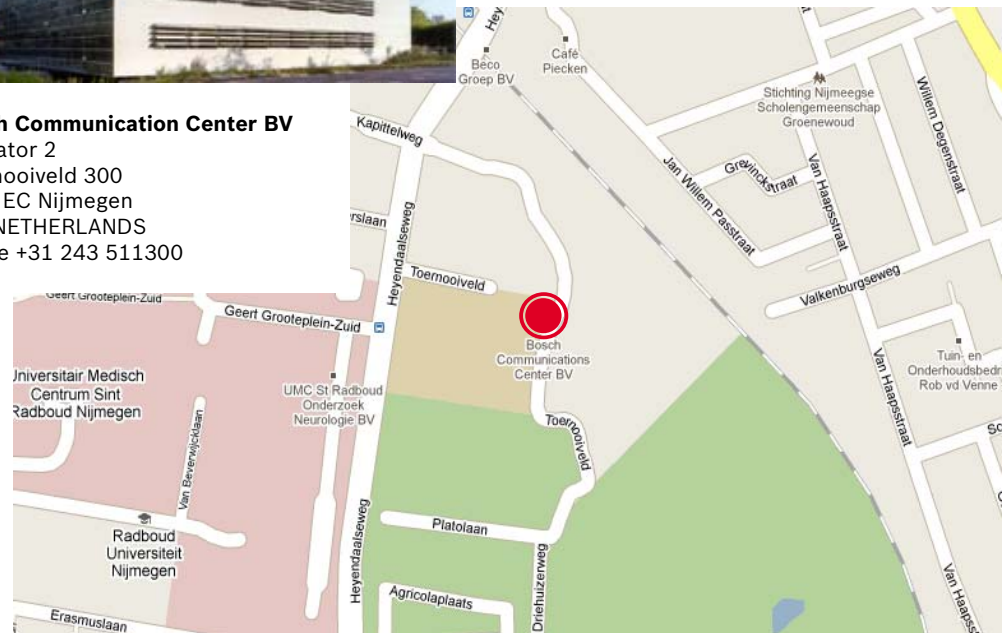 Communication Center BV
2
300
EC Nijmegen
NETHERLANDS
+31 243 511300
Beco
Groep BV
Café
Piecken
Stichting Nijmeegse
Scholengemeenschap
Groenewoud
Willem Degenstraat
Kapittelweg
Grevinckstraat
Van Haapsstraat
Jan Willem Passtraat
Heyendaalseweg
Toernooiveld
Valkenburgseweg
Geert Grooteplein-Zuid
Geert Grooteplein-Zuid
Bosch
Communications
Center BV
Tuin- en
Rob vd Venne
Universitair Medisch
Centrum Sint
Radboud Nijmegen
UMC St Radboud
Onderzoek
Neurologie BV
Van Haapsstraat
Toernooiveld
Van Beverwijcklaan
Platolaan
Radboud
Universiteit
Nijmegen
Heyendaalseweg
Driehuizerweg
Agricolaplaats
Erasmuslaan